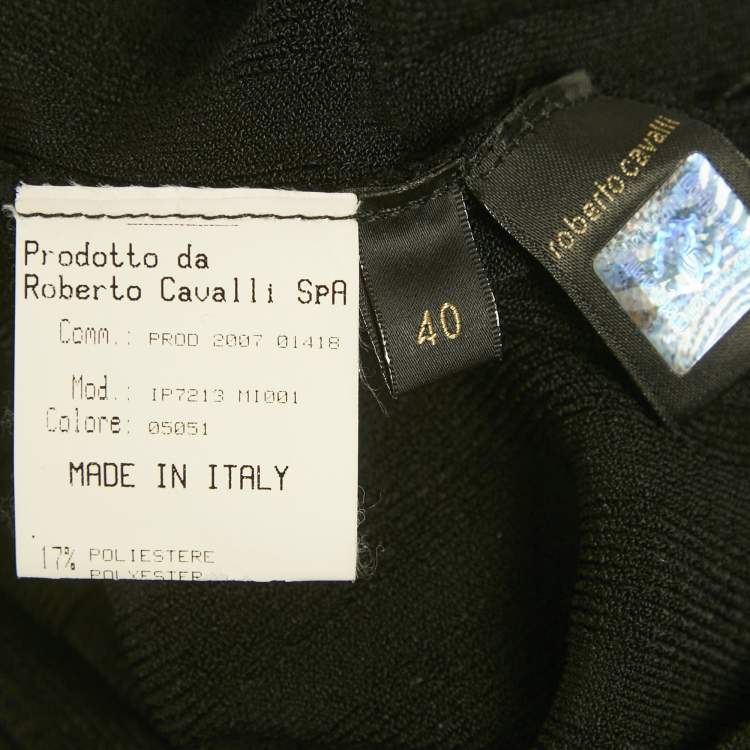 Prodotto da
Roberto Cavalli SpA
Comm.: PROD 2007 01418
Mod.: IP7213 MI001
Colore: 05051
MADE IN ITALY
17% POLIESTERE
POLYESTER
40
roberto cavalli